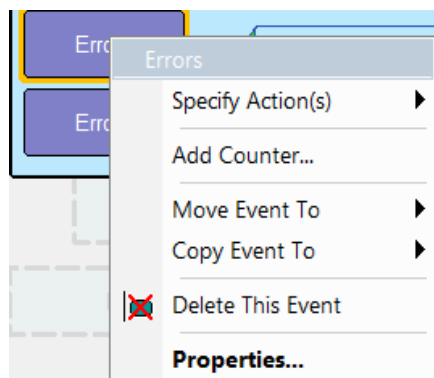 Errors
Specify Action(s)
Add Counter...
Move Event To
Copy Event To
Delete This Event
Properties...